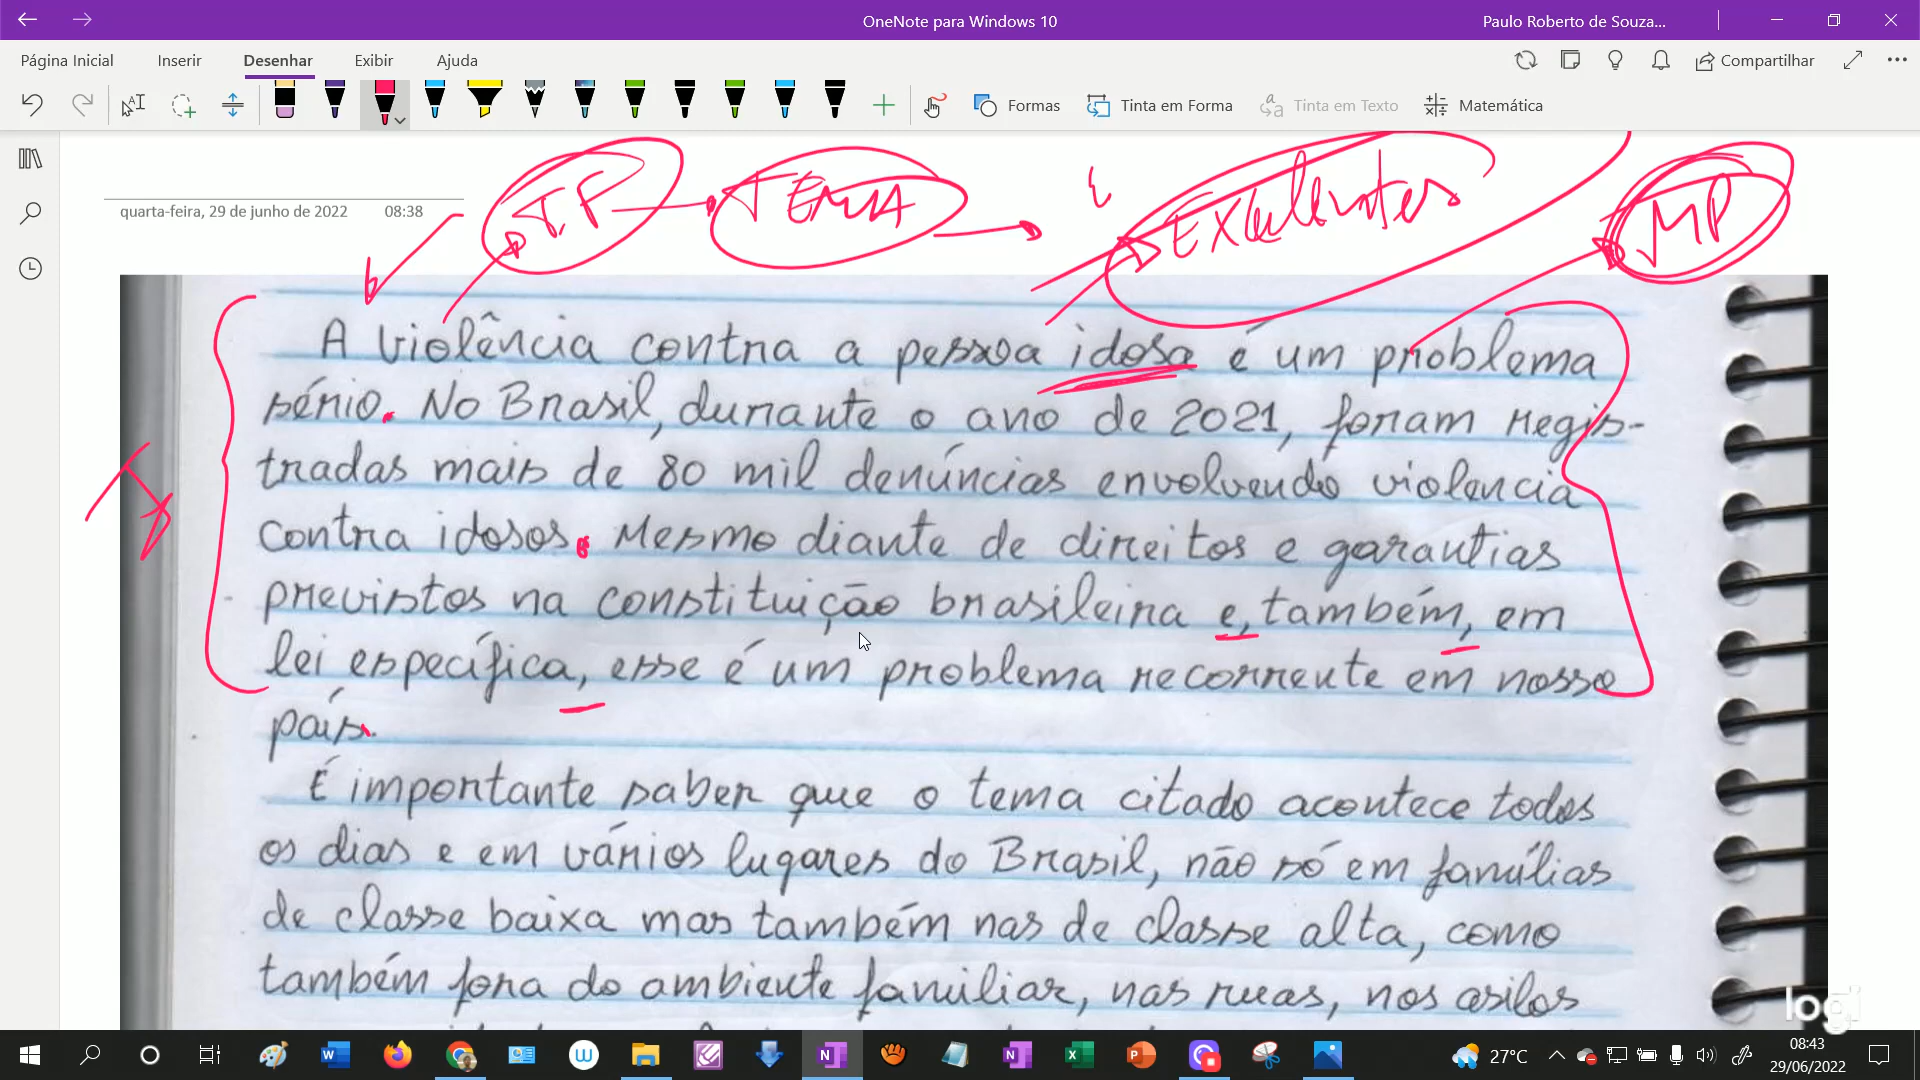 OneNote para Windows 10
Paulo Roberto de Souza...
Página Inicial Inserir Desenhar Exibir Ajuda
Compartilhar
Formas Tinta em Forma Tinta em Texto Matemática
quarta-feira, 29 de junho de 2022 08:38
T.F TEMA Excelentes MP
A violência contra a pessoa idosa é um problema
sério. No Brasil, durante o ano de 2021, foram regis-
tradas mais de 80 mil denúncias envolvendo violencia
contra idosos. Mesmo diante de direitos e garantias
previstos na constituição brasileira e, também, em
lei específica, esse é um problema recorrente em nosso
país.
É importante saber que o tema citado acontece todos
os dias e em vários lugares do Brasil, não só em famílias
de classe baixa mas também nas de classe alta, como
também fora do ambiente familiar, nas ruas, nos asilos
logi
27°C
08:43
29/06/2022